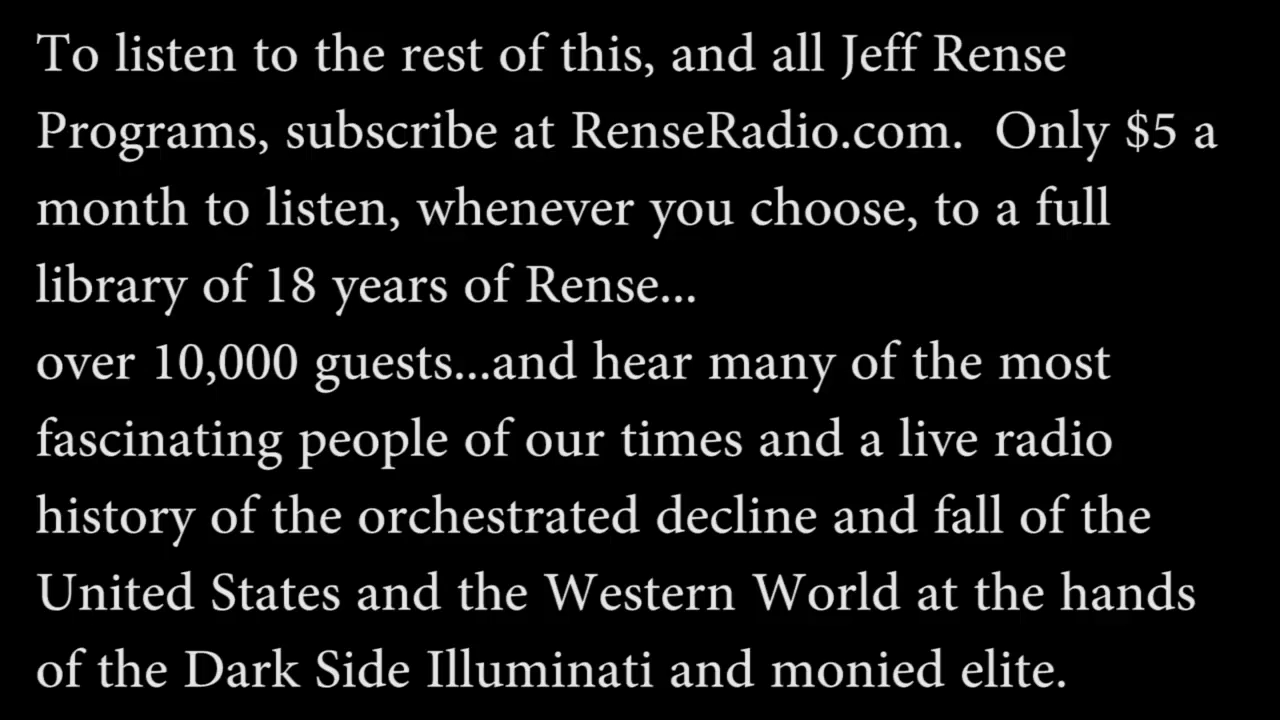 To listen to the rest of this, and all Jeff Rense
Programs, subscribe at RenseRadio.com.  Only $5 a
month to listen, whenever you choose, to a full
library of 18 years of Rense...
over 10,000 guests...and hear many of the most
fascinating people of our times and a live radio
history of the orchestrated decline and fall of the
United States and the Western World at the hands
of the Dark Side Illuminati and monied elite.